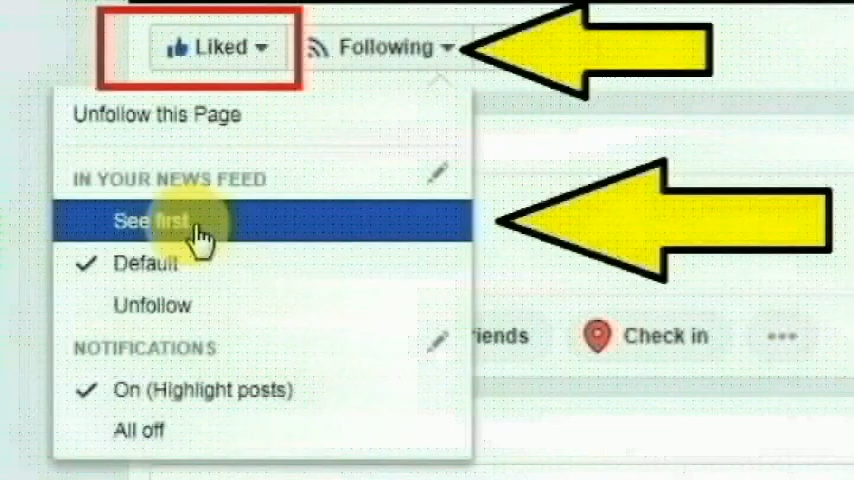 Liked Following
Unfollow this Page
IN YOUR NEWS FEED
See first
Default
Unfollow
riends Check in
NOTIFICATIONS
On (Highlight posts)
All off